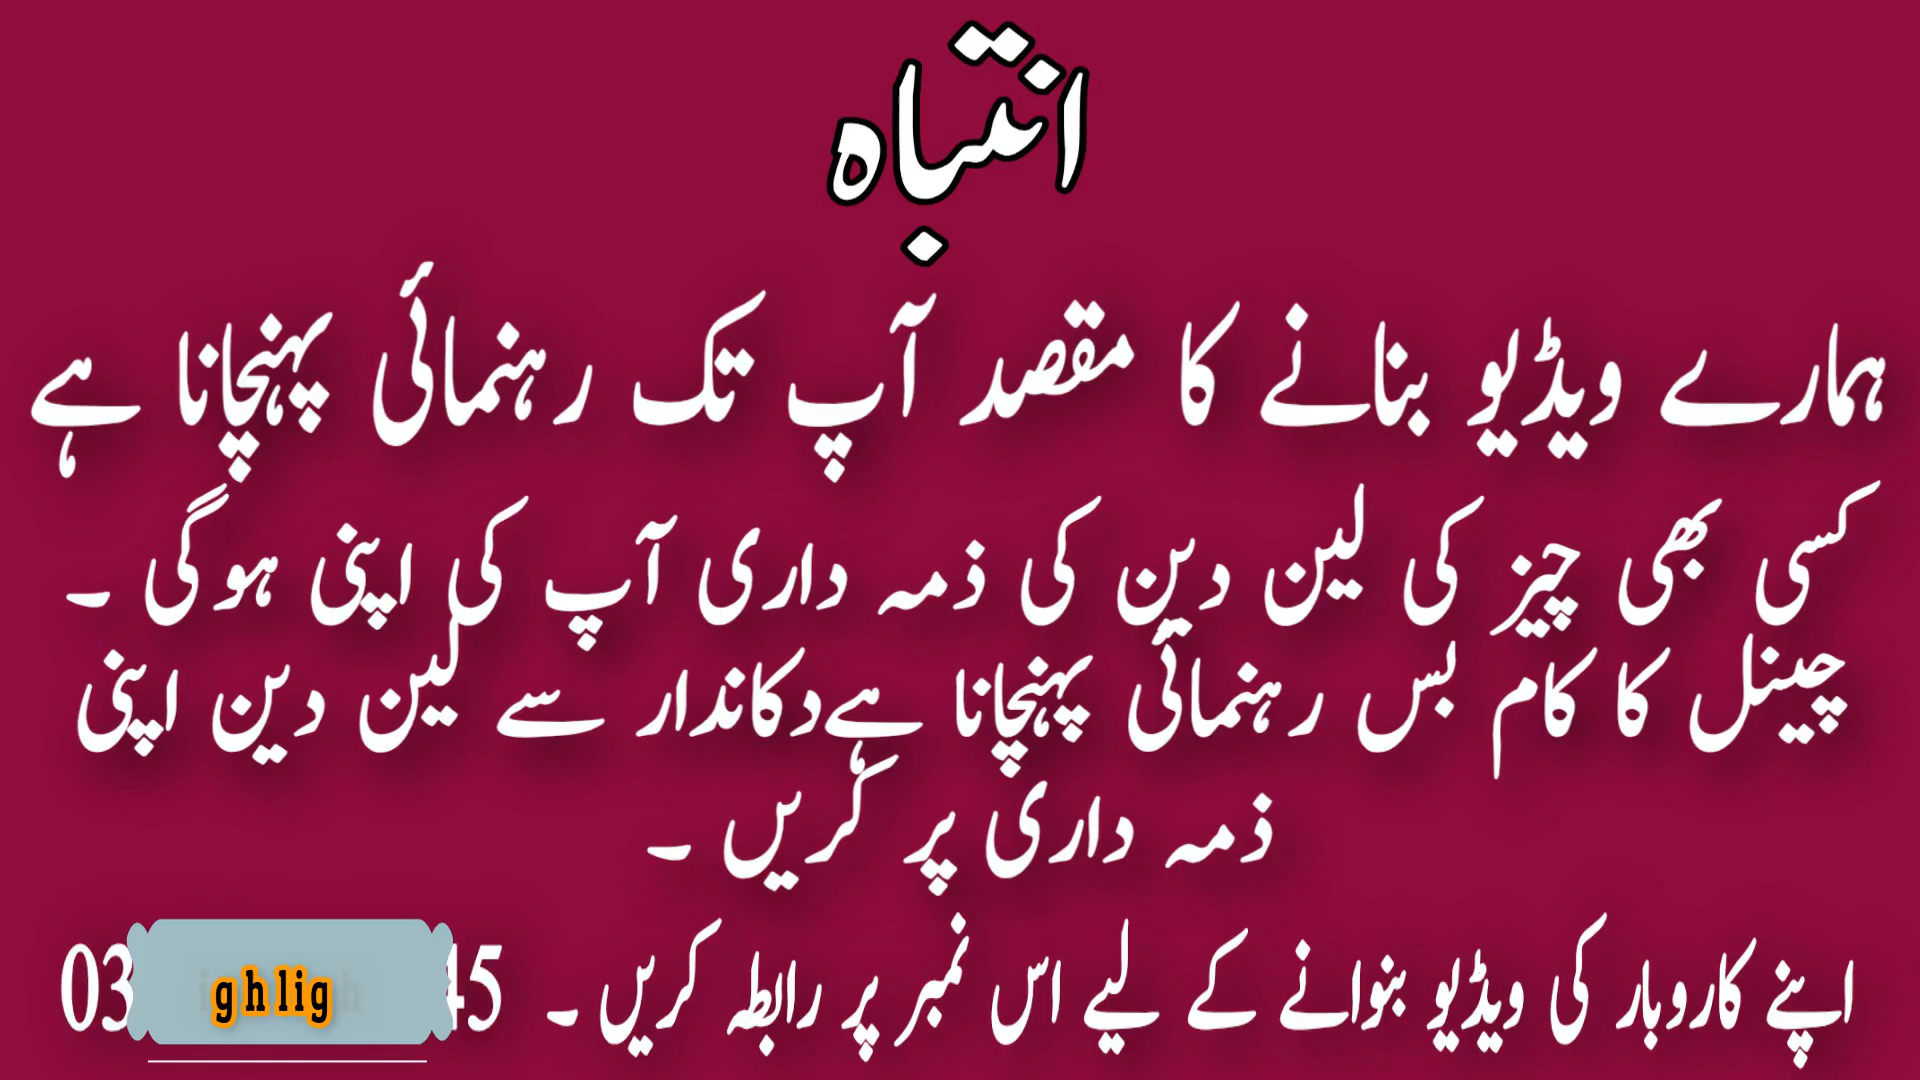 انتباہ
ہمارے ویڈیو بنانے کا مقصد آپ تک رہنمائی پہنچانا ہے
کسی بھی چیز کی لین دین کی ذمہ داری آپ کی اپنی ہوگی ۔
چینل کا کام بس رہنمائی پہنچانا ہےدکاندار سے لین دین اپنی
ذمہ داری پر کریں ۔
اپنے کاروبار کی ویڈیو بنوانے کے لیے اس نمبر پر رابطہ کریں ۔ 03 45
ghlig